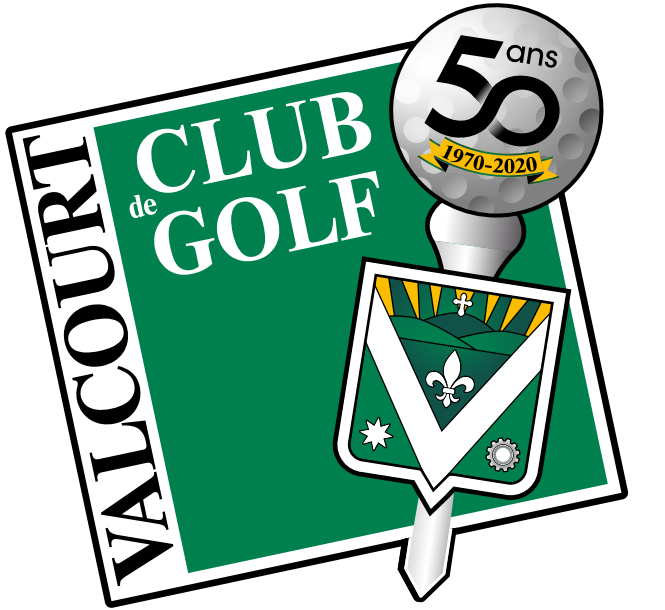 VALCOURT
CLUB
de
GOLF
50 ans
1970-2020